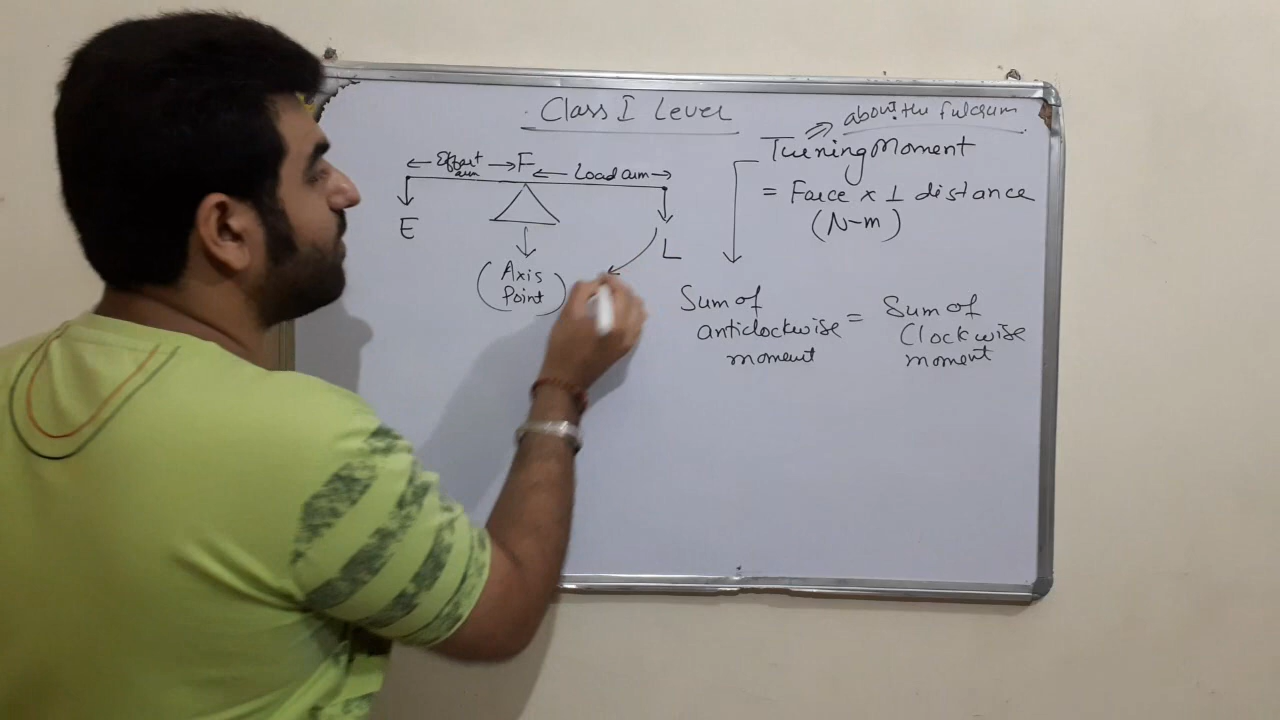 Class I Lever
about the fulcrum
Turning Moment
= Force x ⊥ distance
(N-m)
Effort arm
F
Load arm
E
L
(Axis Point)
Sum of anticlockwise moment = Sum of Clockwise moment